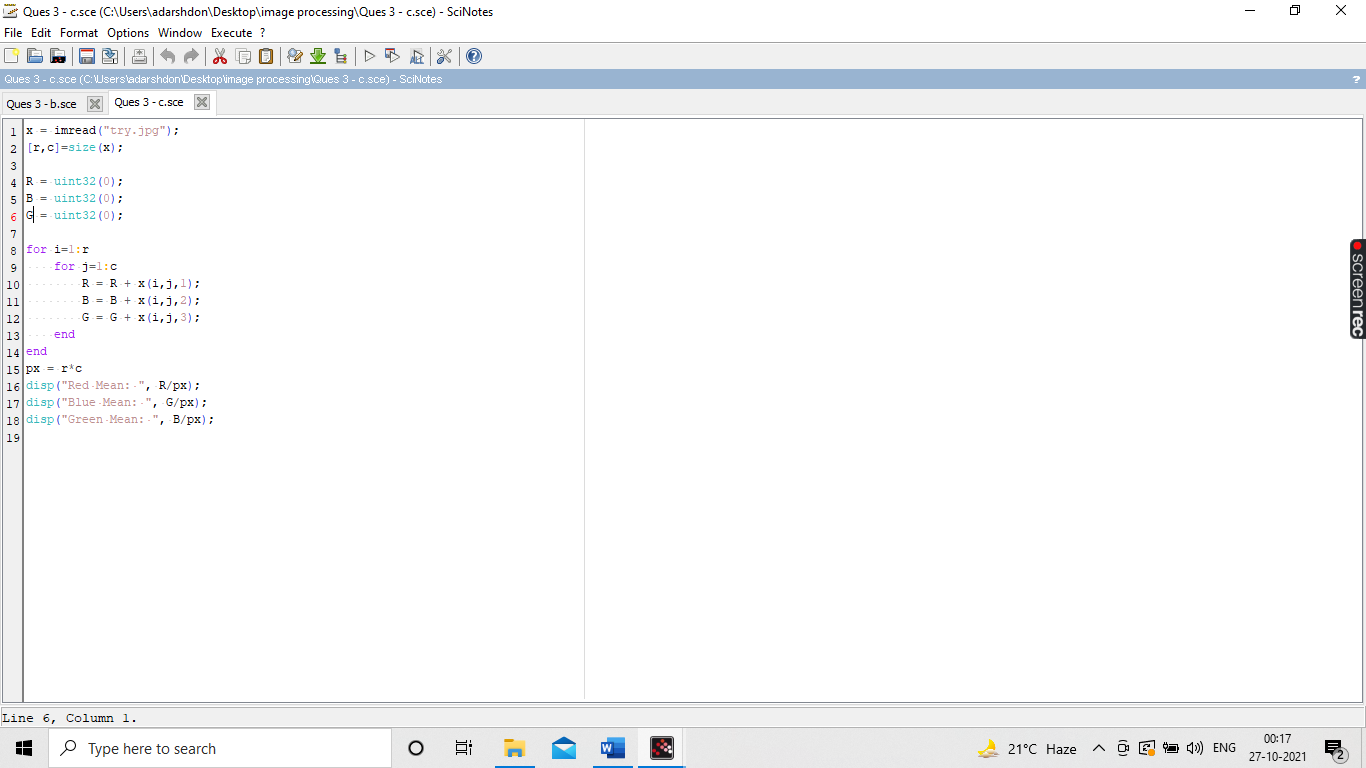 Ques 3 - c.sce (C:\Users\adarshdon\Desktop\image processing\Ques 3 - c.sce) - SciNotes
File Edit Format Options Window Execute ?
Ques 3 - c.sce (C:\Users\adarshdon\Desktop\image processing\Ques 3 - c.sce) - SciNotes ?
Ques 3 - b.sce Ques 3 - c.sce
1 x = imread("try.jpg");
2 [r,c]=size(x);
3
4 R = uint32(0);
5 B = uint32(0);
6 G = uint32(0);
7
8 for i=1:r
9     for j=1:c
10         R = R + x(i,j,1);
11         B = B + x(i,j,2);
12         G = G + x(i,j,3);
13     end
14 end
15 px = r*c
16 disp("Red Mean: ", R/px);
17 disp("Blue Mean: ", G/px);
18 disp("Green Mean: ", B/px);
19
screenrec
Line 6, Column 1.
Type here to search
21°C Haze
ENG
00:17
27-10-2021
2